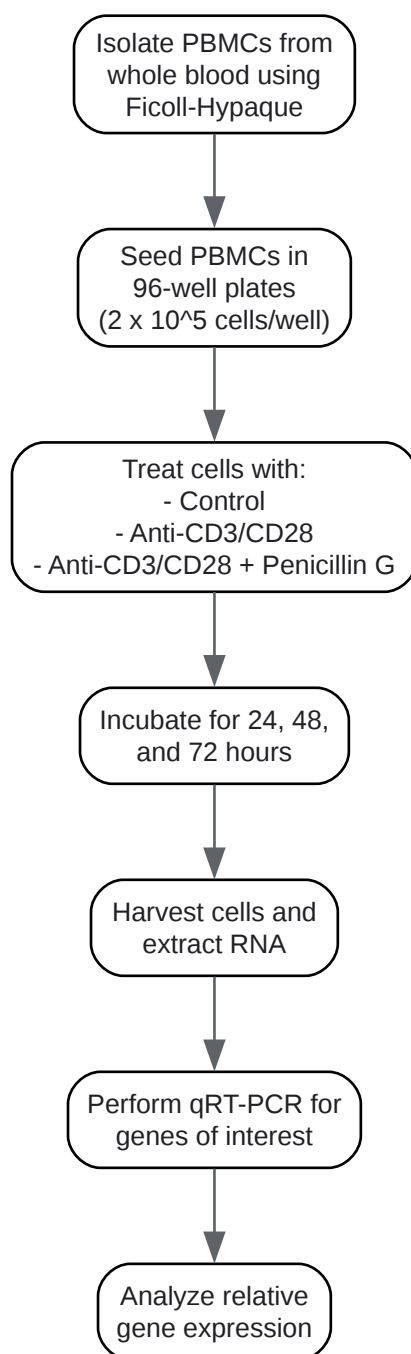 Isolate PBMCs from
whole blood using
Ficoll-Hypaque
Seed PBMCs in
96-well plates
(2 x 10^5 cells/well)
Treat cells with:
- Control
- Anti-CD3/CD28
- Anti-CD3/CD28 + Penicillin G
Incubate for 24, 48,
and 72 hours
Harvest cells and
extract RNA
Perform qRT-PCR for
genes of interest
Analyze relative
gene expression